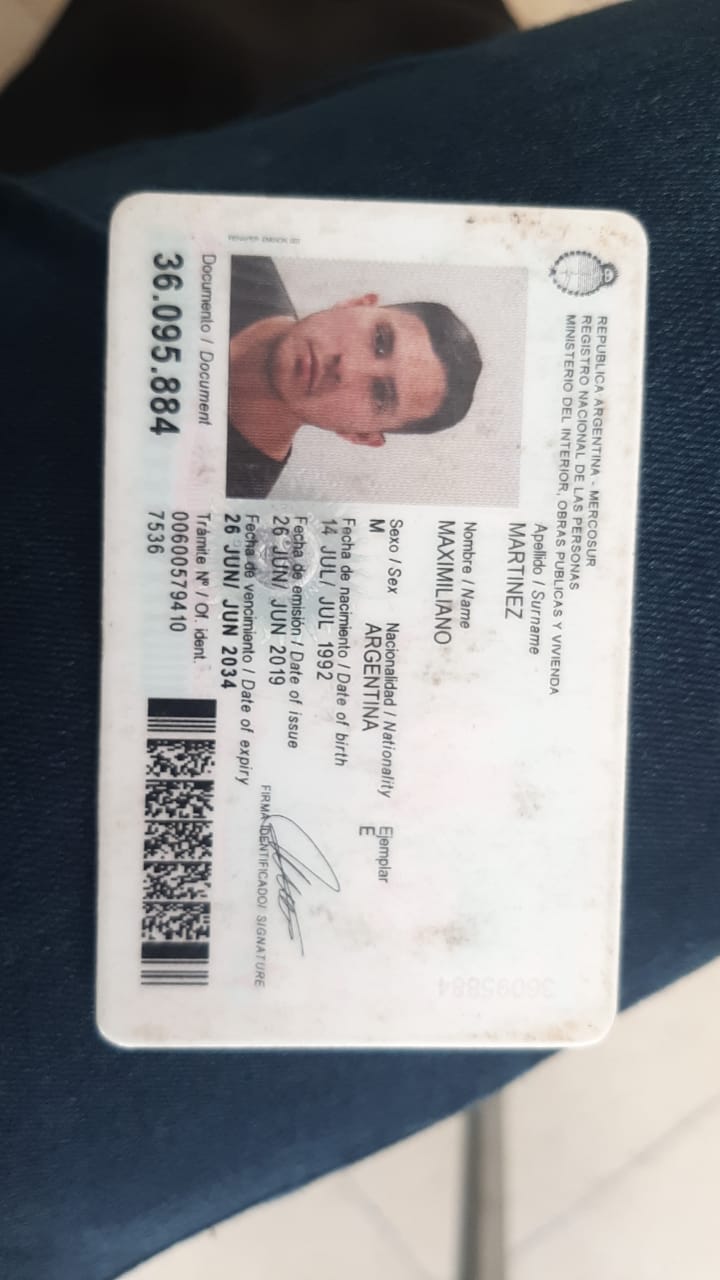 REPUBLICA ARGENTINA - MERCOSUR
REGISTRO NACIONAL DE LAS PERSONAS
MINISTERIO DEL INTERIOR, OBRAS PUBLICAS Y VIVIENDA
Apellido / Surname
MARTINEZ
Nombre / Name
MAXIMILIANO
Sexo / Sex Nacionalidad / Nationality Ejemplar
M ARGENTINA E
Fecha de nacimiento / Date of birth
14 JUL/ JUL 1992
Fecha de emisión / Date of issue
26 JUN/ JUN 2019
Fecha de vencimiento / Date of expiry
26 JUN/ JUN 2034
FIRMA IDENTIFICADO/ SIGNATURE
Documento / Document
36.095.884
Trámite Nº / Of. ident.
00600579410
7536
36095884